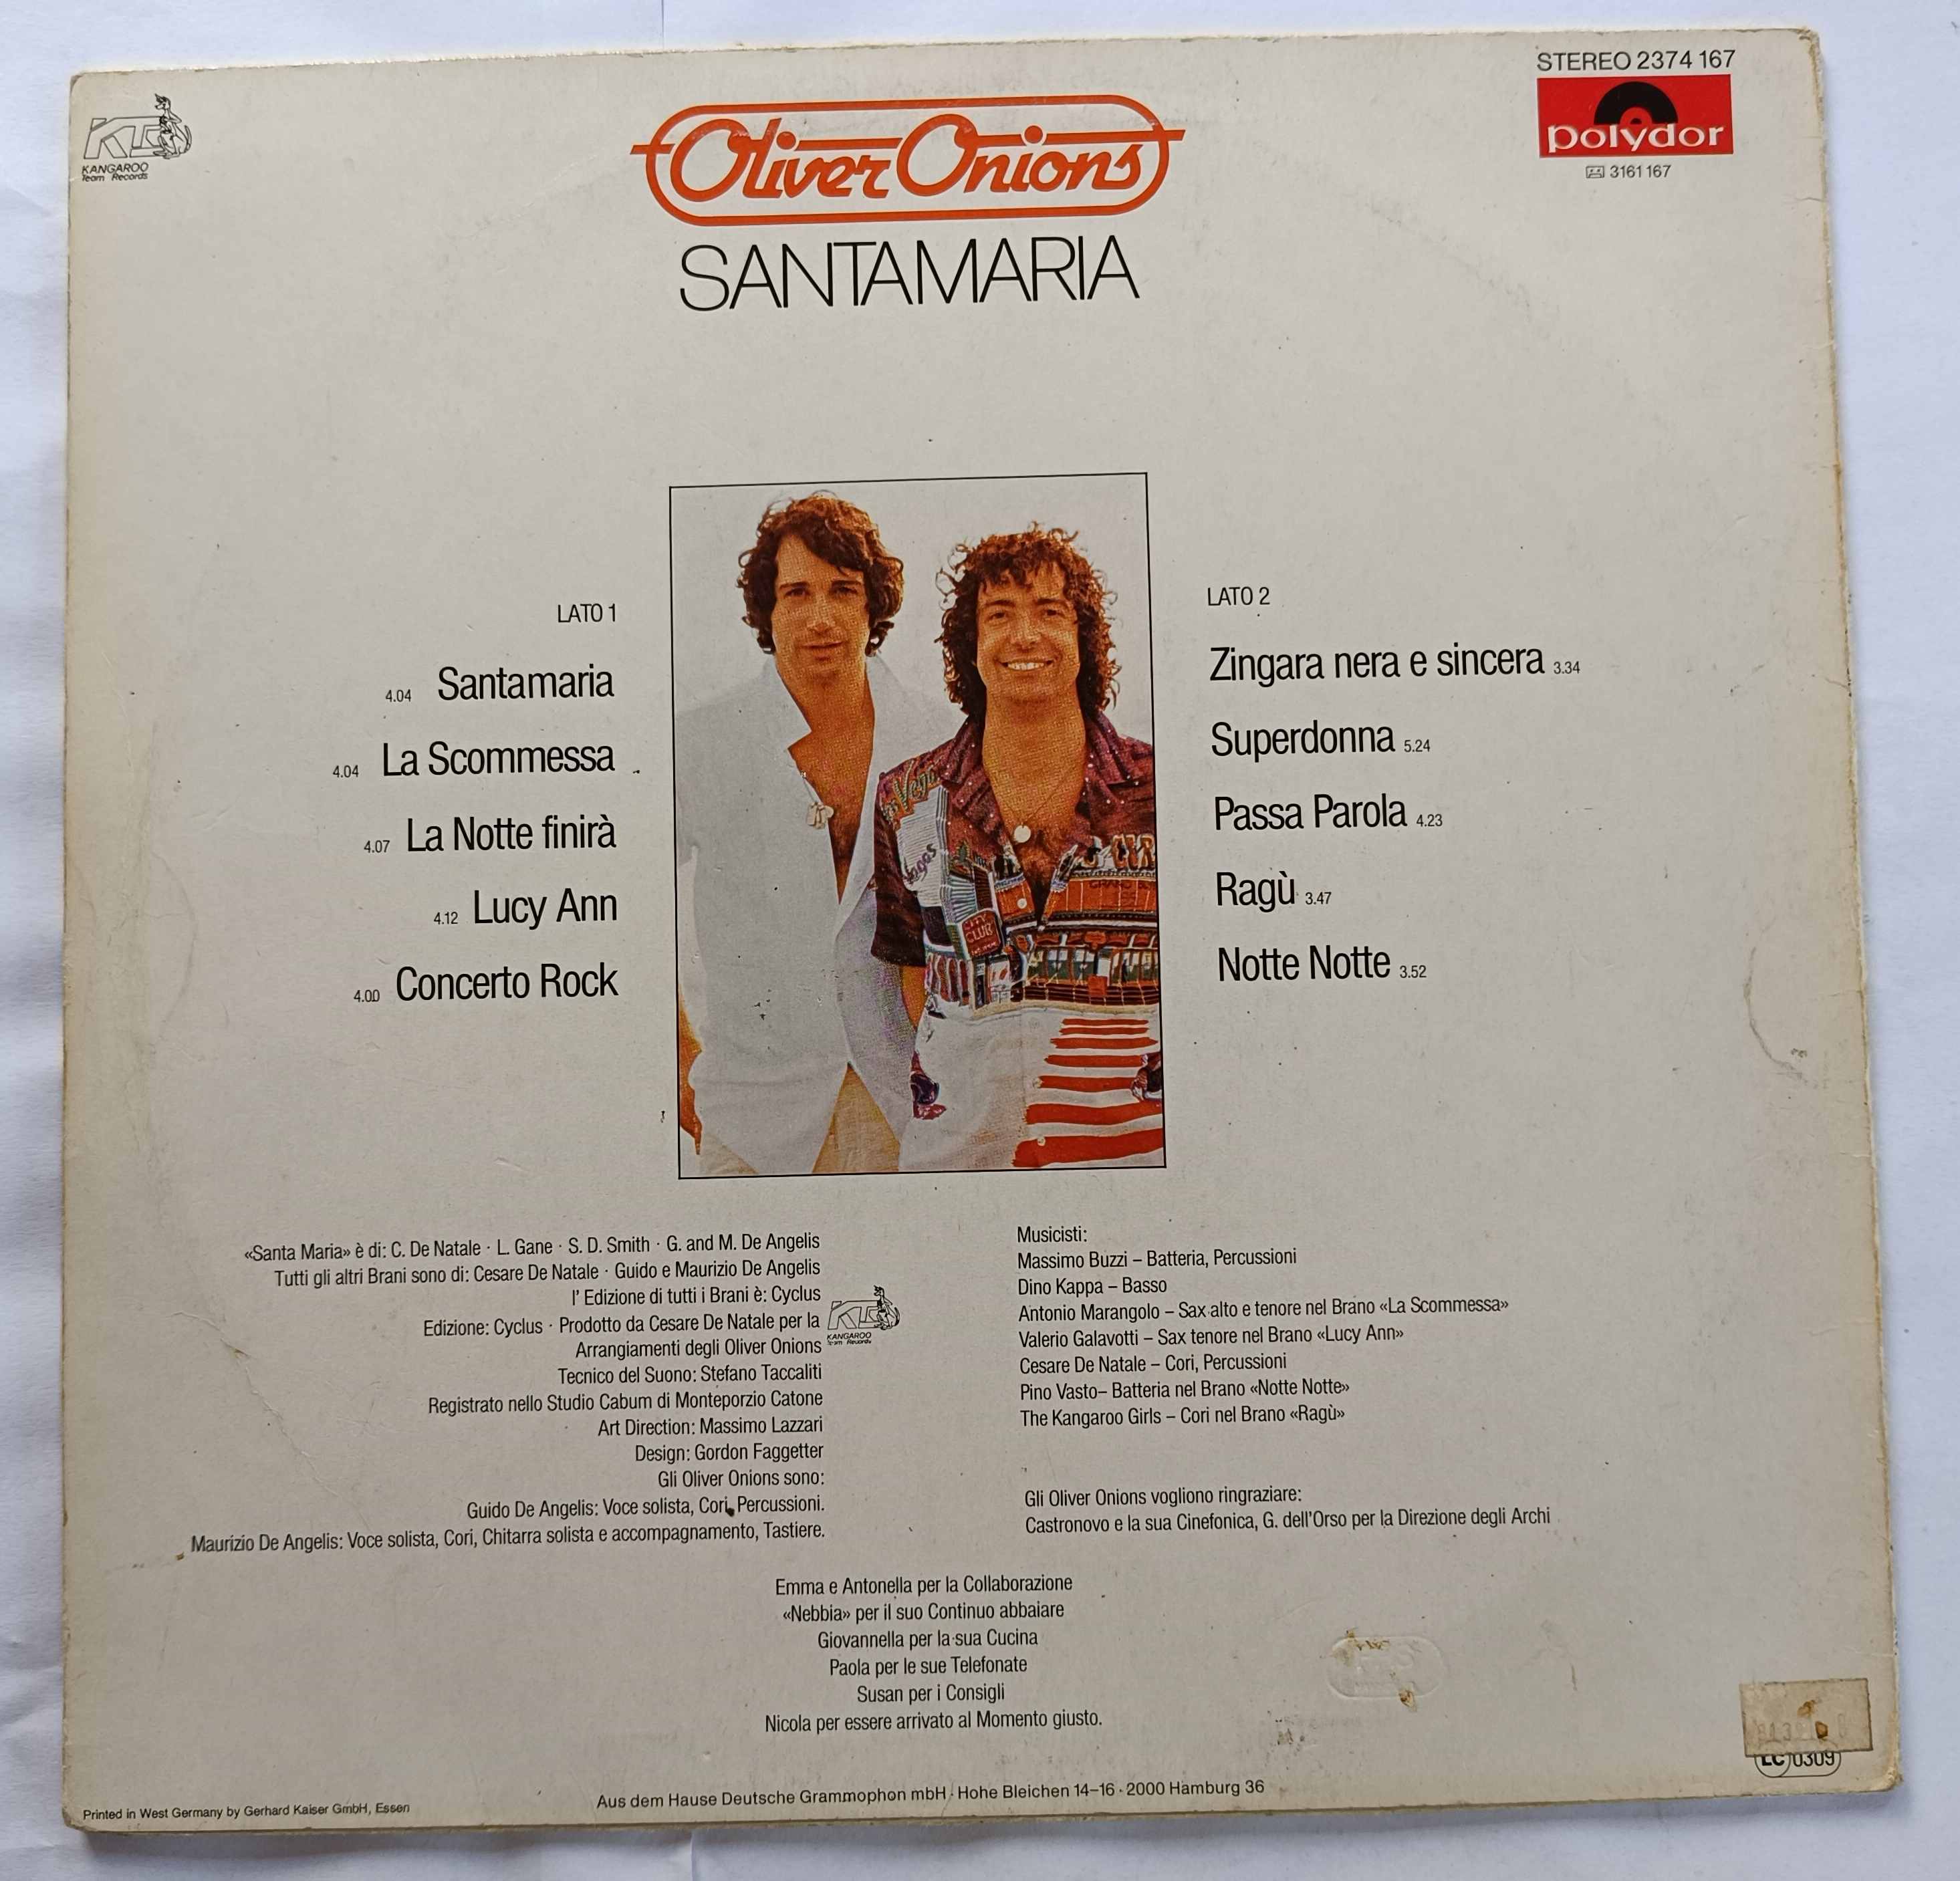 STEREO 2374 167
polydor
3161 167
KANGAROO
Team Records
Oliver Onions
SANTAMARIA
LATO 1
4.04 Santamaria
4.04 La Scommessa
4.07 La Notte finirà
4.12 Lucy Ann
4.00 Concerto Rock
LATO 2
Zingara nera e sincera 3.34
Superdonna 5.24
Passa Parola 4.23
Ragù 3.47
Notte Notte 3.52
CLUB
«Santa Maria» è di: C. De Natale · L. Gane · S. D. Smith · G. and M. De Angelis
Tutti gli altri Brani sono di: Cesare De Natale · Guido e Maurizio De Angelis
l' Edizione di tutti i Brani è: Cyclus
Edizione: Cyclus · Prodotto da Cesare De Natale per la
KANGAROO
Team Records
Arrangiamenti degli Oliver Onions
Tecnico del Suono: Stefano Taccaliti
Registrato nello Studio Cabum di Monteporzio Catone
Art Direction: Massimo Lazzari
Design: Gordon Faggetter
Gli Oliver Onions sono:
Guido De Angelis: Voce solista, Cori, Percussioni.
Maurizio De Angelis: Voce solista, Cori, Chitarra solista e accompagnamento, Tastiere.
Musicisti:
Massimo Buzzi – Batteria, Percussioni
Dino Kappa – Basso
Antonio Marangolo – Sax alto e tenore nel Brano «La Scommessa»
Valerio Galavotti – Sax tenore nel Brano «Lucy Ann»
Cesare De Natale – Cori, Percussioni
Pino Vasto– Batteria nel Brano «Notte Notte»
The Kangaroo Girls – Cori nel Brano «Ragù»
Gli Oliver Onions vogliono ringraziare:
Castronovo e la sua Cinefonica, G. dell'Orso per la Direzione degli Archi
Emma e Antonella per la Collaborazione
«Nebbia» per il suo Continuo abbaiare
Giovannella per la sua Cucina
Paola per le sue Telefonate
Susan per i Consigli
Nicola per essere arrivato al Momento giusto.
LC 0309
Aus dem Hause Deutsche Grammophon mbH · Hohe Bleichen 14–16 · 2000 Hamburg 36
Printed in West Germany by Gerhard Kaiser GmbH, Essen